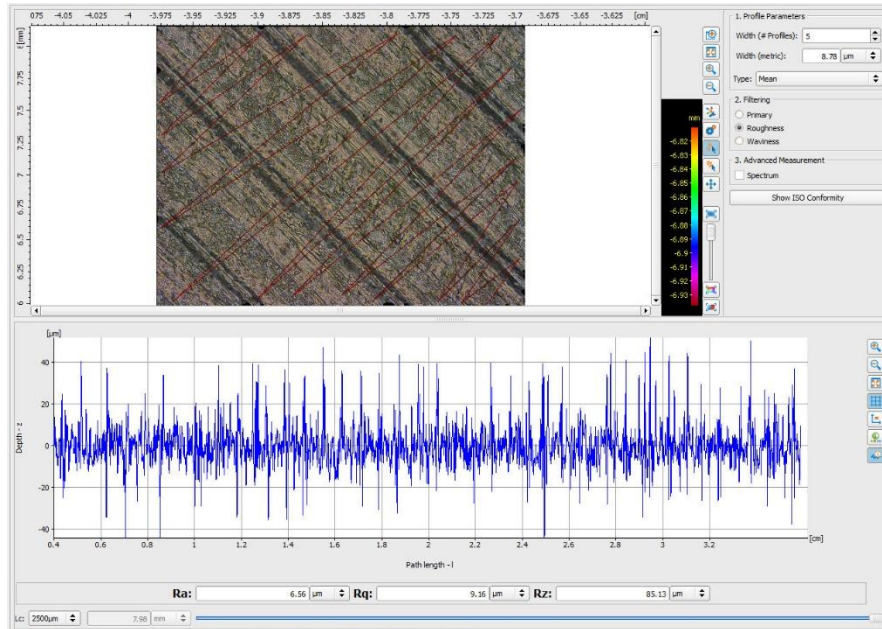 075 -4.05 -4.025 -4 -3.975 -3.95 -3.925 -3.9 -3.875 -3.85 -3.825 -3.8 -3.775 -3.75 -3.725 -3.7 -3.675 -3.65 -3.625 [cm]
[mm]
8
7.75
7.5
7.25
7
6.75
6.5
6.25
6
mm
-6.82
-6.83
-6.84
-6.85
-6.86
-6.87
-6.88
-6.89
-6.9
-6.91
-6.92
-6.93
1. Profile Parameters
Width (# Profiles): 5
Width (metric): 8.78 µm
Type: Mean
2. Filtering
Primary
Roughness
Waviness
3. Advanced Measurement
Spectrum
Show ISO Conformity
[µm]
40
20
0
-20
-40
Depth - z
0.4 0.6 0.8 1 1.2 1.4 1.6 1.8 2 2.2 2.4 2.6 2.8 3 3.2 [cm]
Path length - l
Ra: 6.56 µm Rq: 9.16 µm Rz: 85.13 µm
Lc: 2500µm 7.98 mm